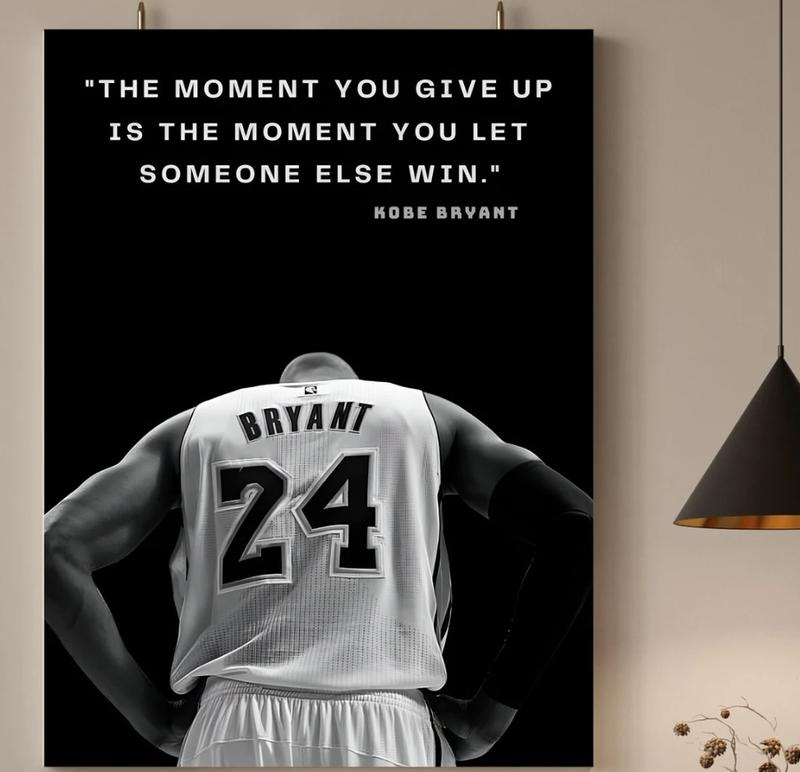 "THE MOMENT YOU GIVE UP
IS THE MOMENT YOU LET
SOMEONE ELSE WIN."
KOBE BRYANT
BRYANT
24